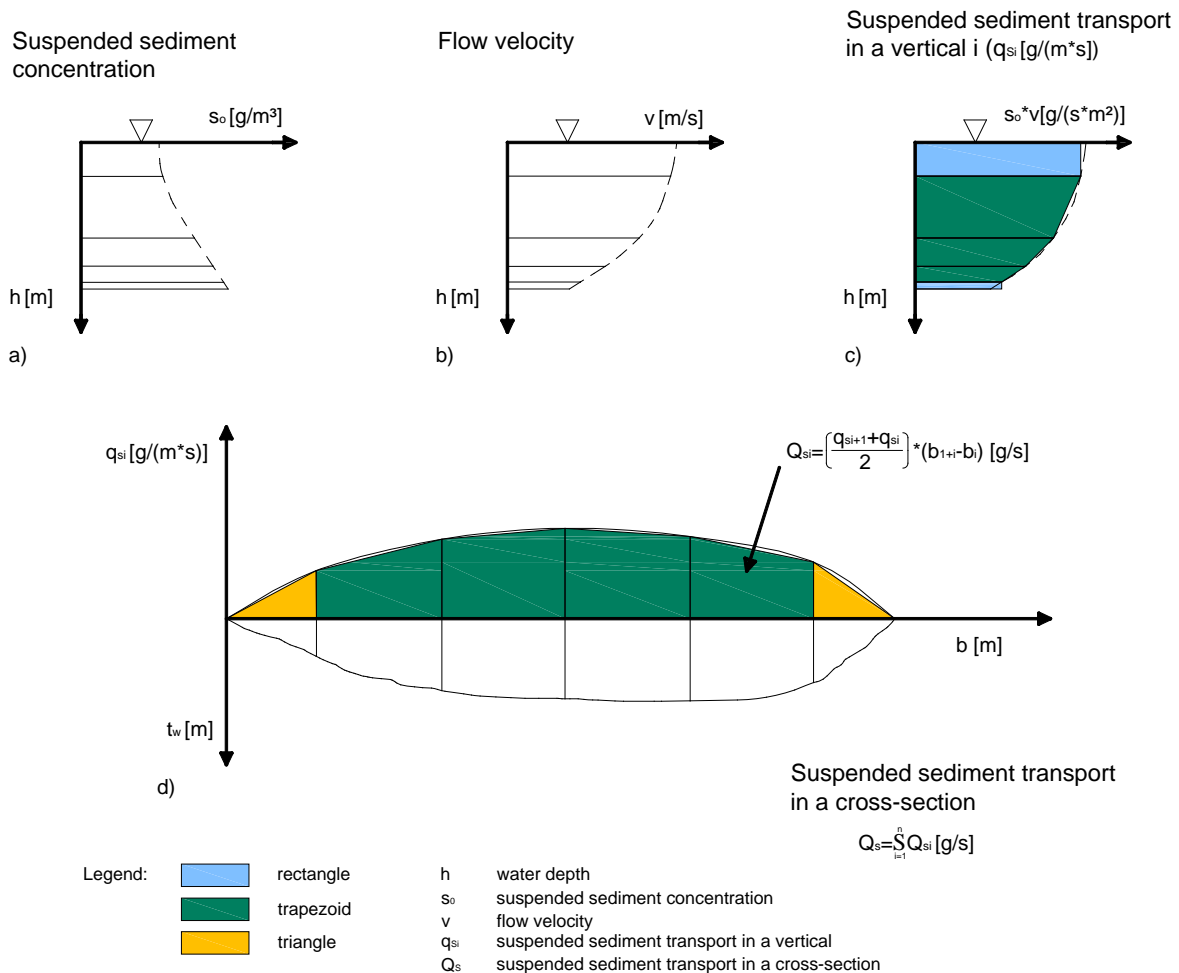 Suspended sediment
concentration
Flow velocity
Suspended sediment transport
in a vertical i (qSi [g/(m*s])
so [g/m³]
v [m/s]
so*v[g/(s*m²)]
h [m]
h [m]
h [m]
a)
b)
c)
qsi [g/(m*s)]
Qsi=(qsi+1+qsi/2)*(b1+i-bi) [g/s]
b [m]
tw [m]
d)
Suspended sediment transport
in a cross-section
n
Qs=SQsi [g/s]
i=1
Legend:
rectangle
trapezoid
triangle
h water depth
so suspended sediment concentration
v flow velocity
qSi suspended sediment transport in a vertical
QS suspended sediment transport in a cross-section